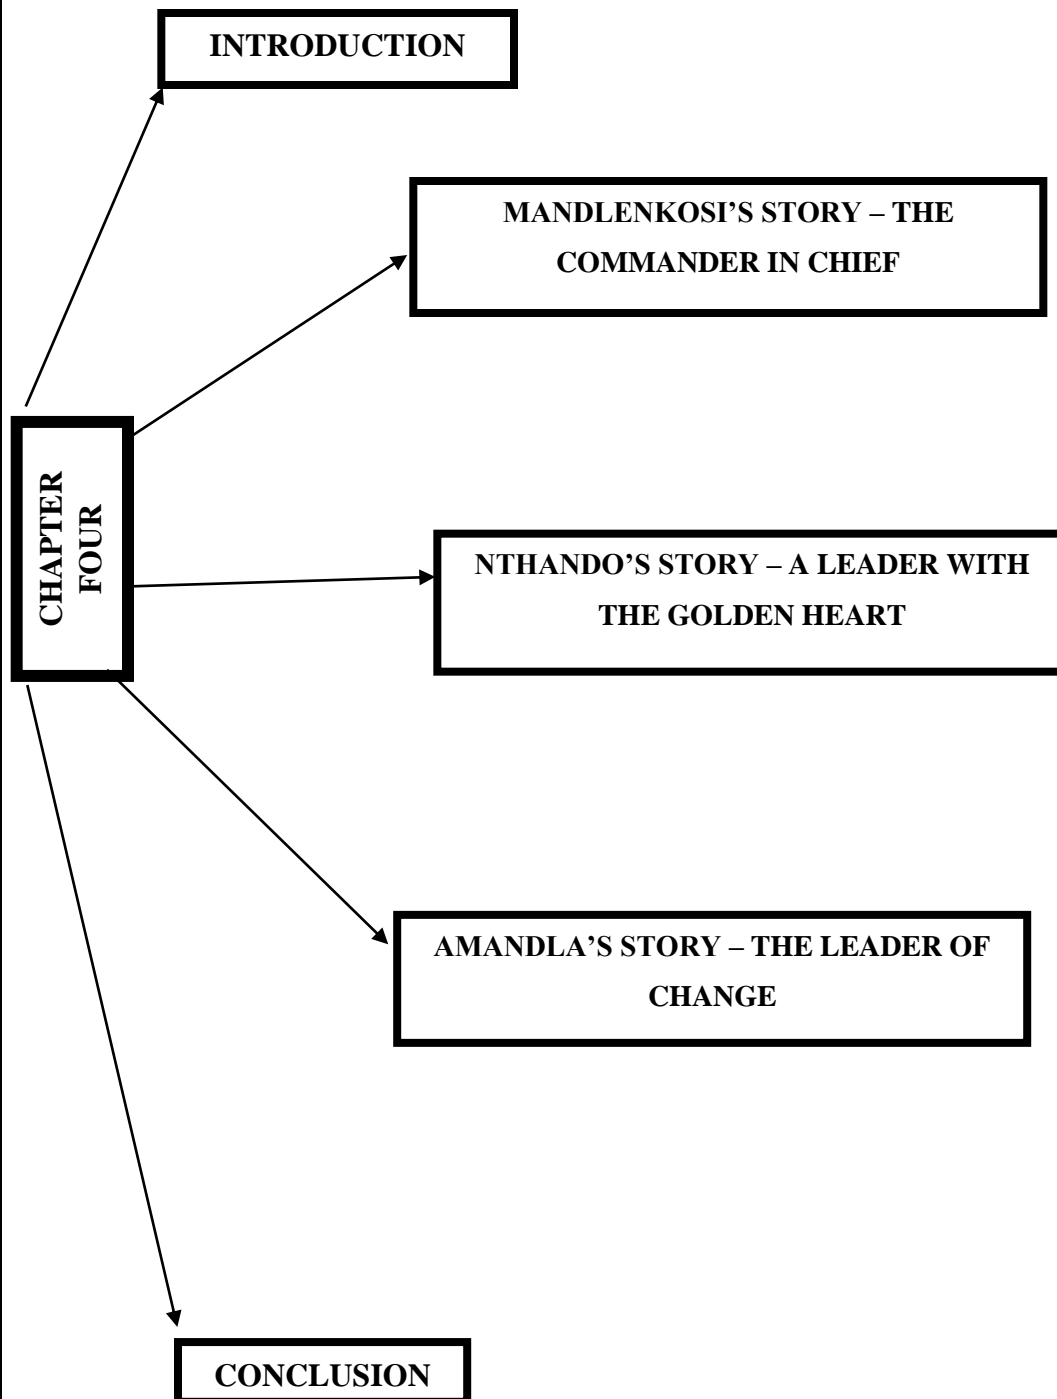 INTRODUCTION
MANDLENKOSI’S STORY – THE
COMMANDER IN CHIEF
CHAPTER
FOUR
NTHANDO’S STORY – A LEADER WITH
THE GOLDEN HEART
AMANDLA’S STORY – THE LEADER OF
CHANGE
CONCLUSION